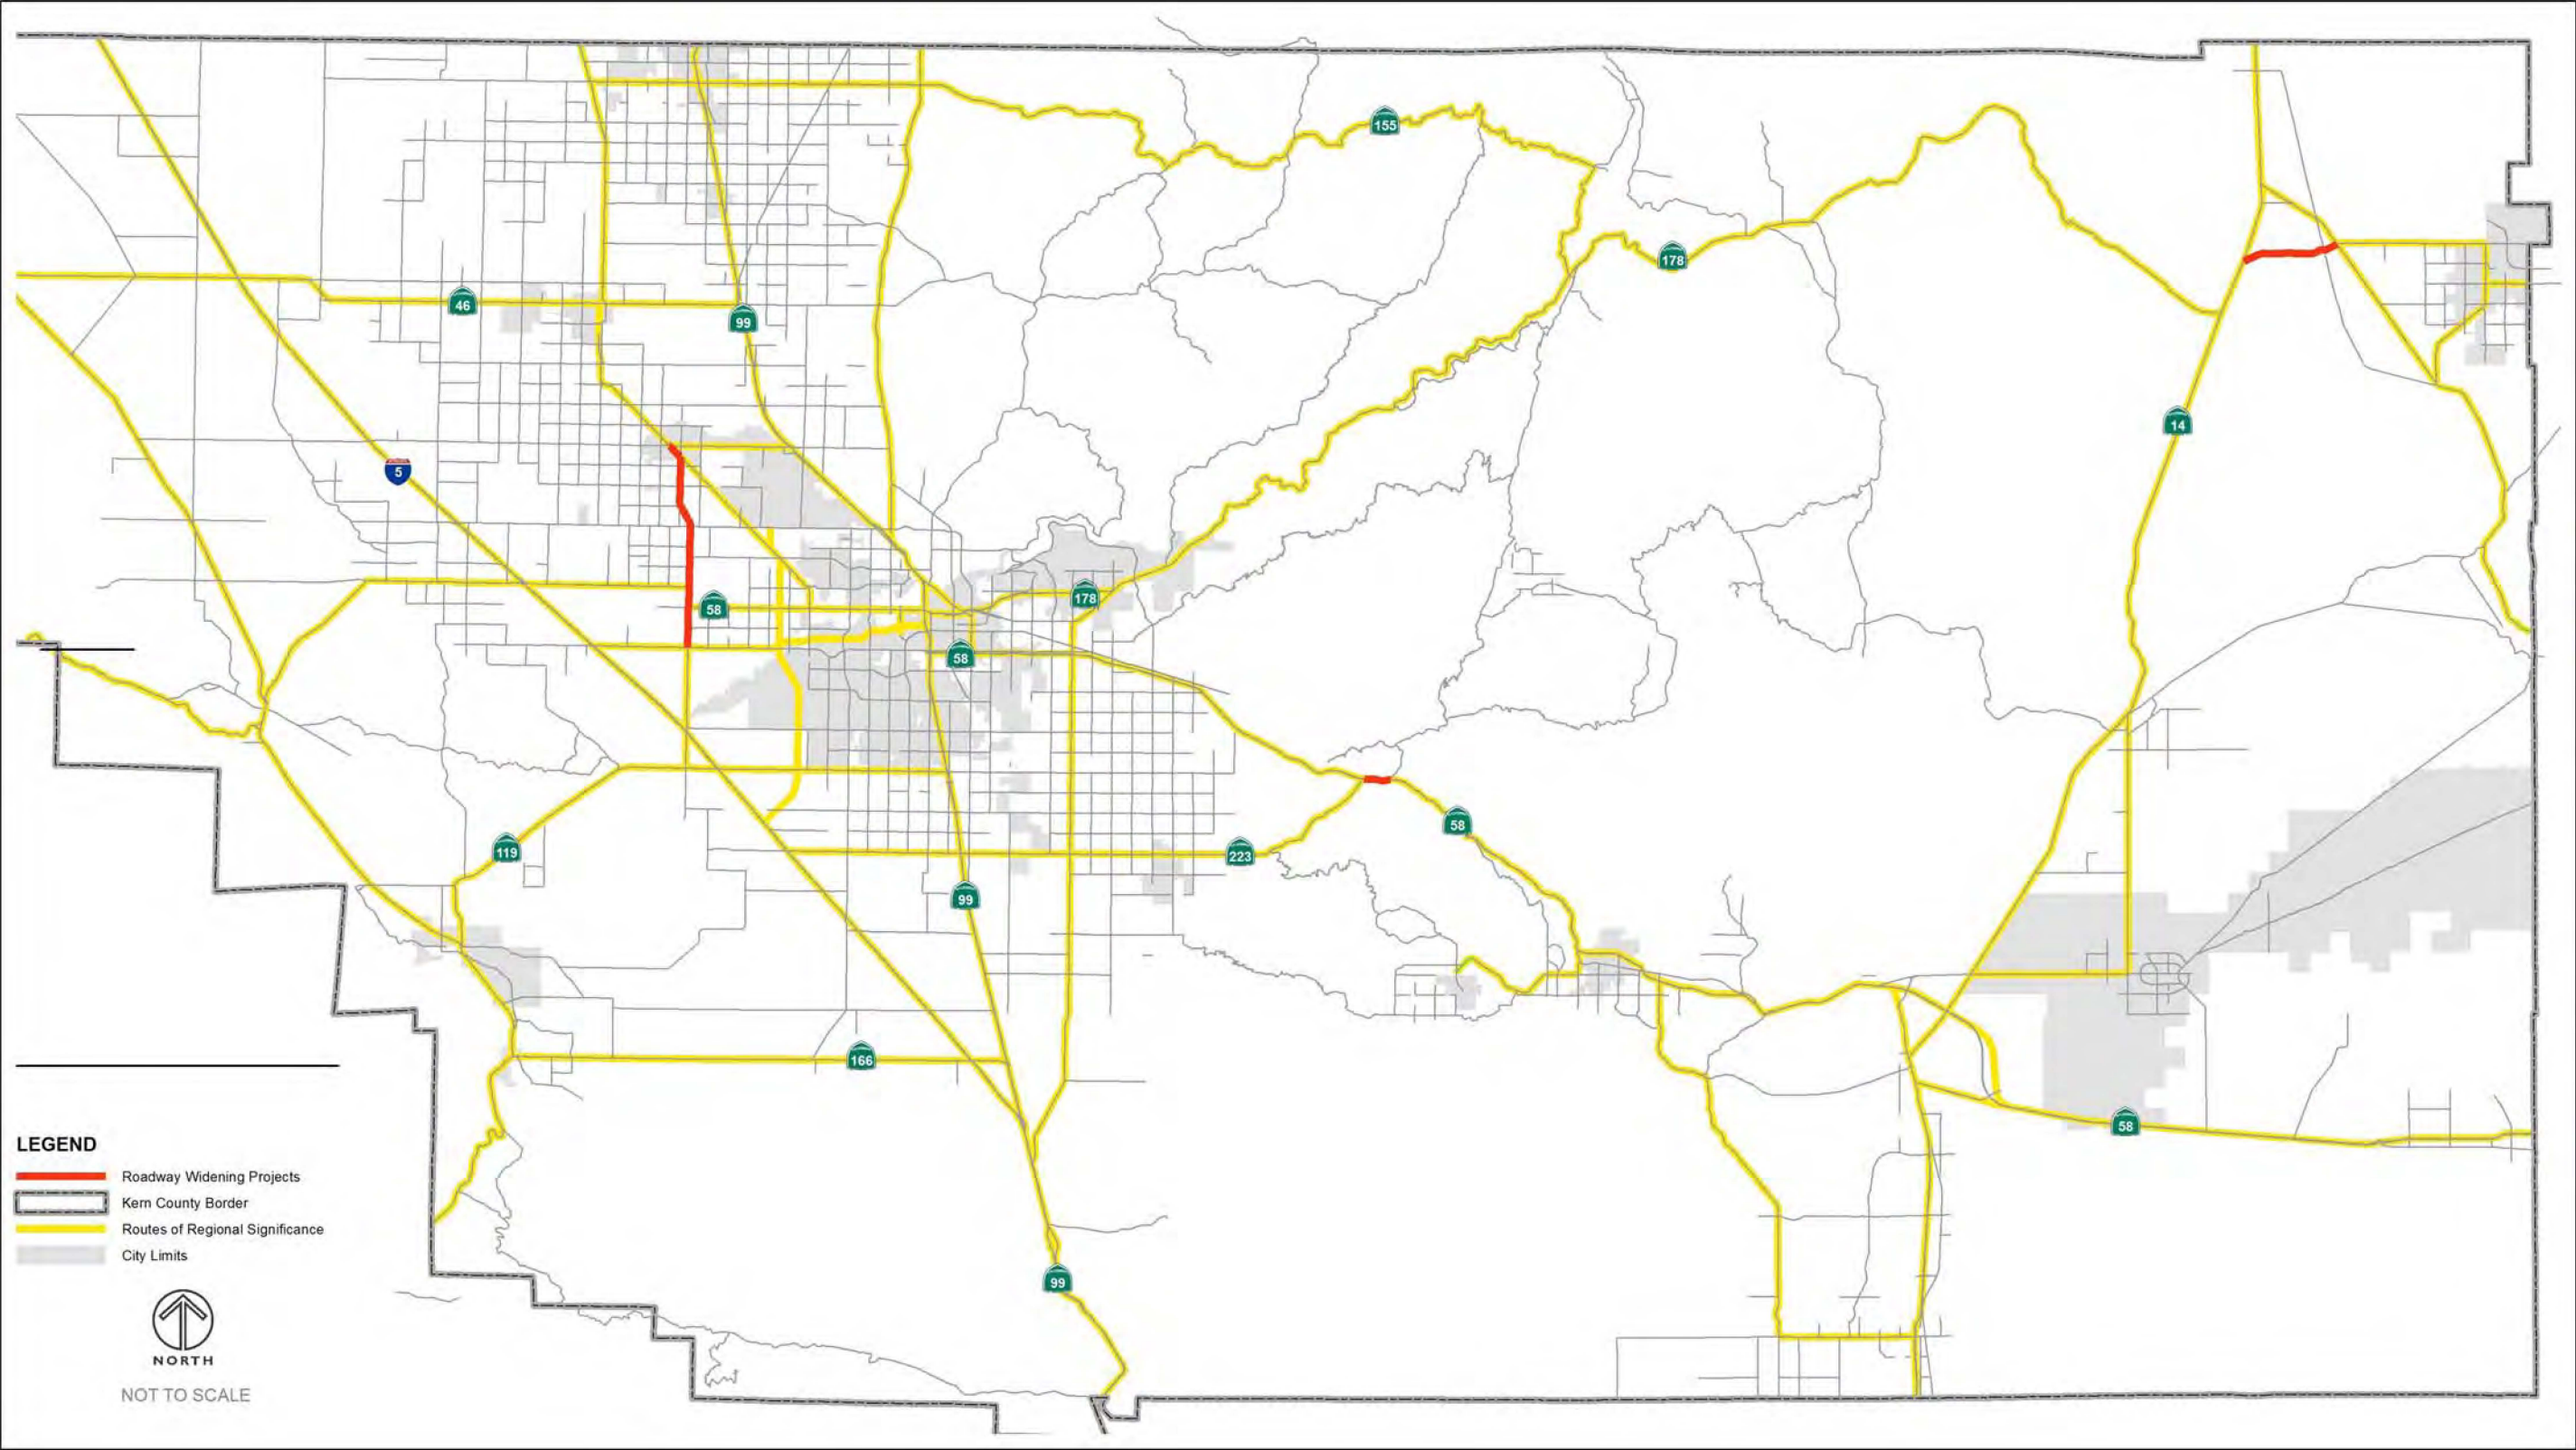 155
178
46
99
14
5
178
58
58
58
119
223
99
166
58
99
LEGEND
Roadway Widening Projects
Kern County Border
Routes of Regional Significance
City Limits
NORTH
NOT TO SCALE